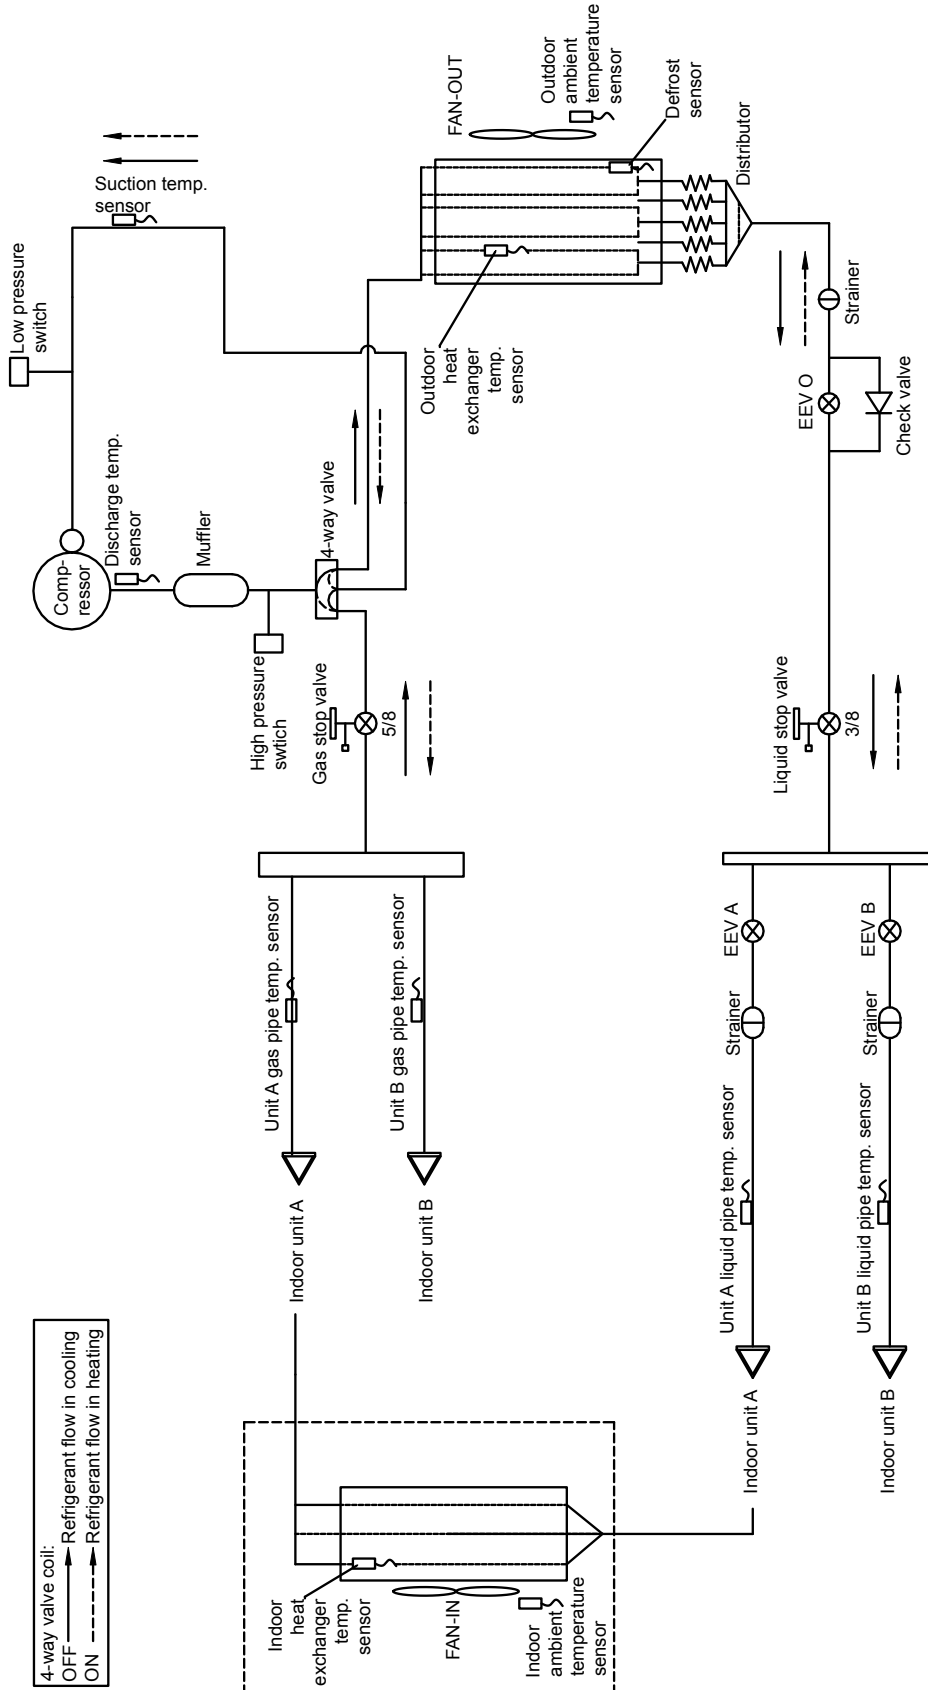 4-way valve coil:
OFF Refrigerant flow in cooling
ON Refrigerant flow in heating
Low pressure
switch
Suction temp.
sensor
Comp-
ressor
Discharge temp.
sensor
Muffler
High pressure
swtich
4-way valve
Gas stop valve
5/8
FAN-OUT
Outdoor
ambient
temperature
sensor
Defrost
sensor
Outdoor
heat
exchanger
temp.
sensor
Distributor
Strainer
EEV O
Check valve
Liquid stop valve
3/8
Unit A gas pipe temp. sensor
Unit B gas pipe temp. sensor
Indoor unit A
Indoor unit B
EEV A
Strainer
Unit A liquid pipe temp. sensor
Indoor unit A
EEV B
Strainer
Unit B liquid pipe temp. sensor
Indoor unit B
Indoor
heat
exchanger
temp.
sensor
FAN-IN
Indoor
ambient
temperature
sensor